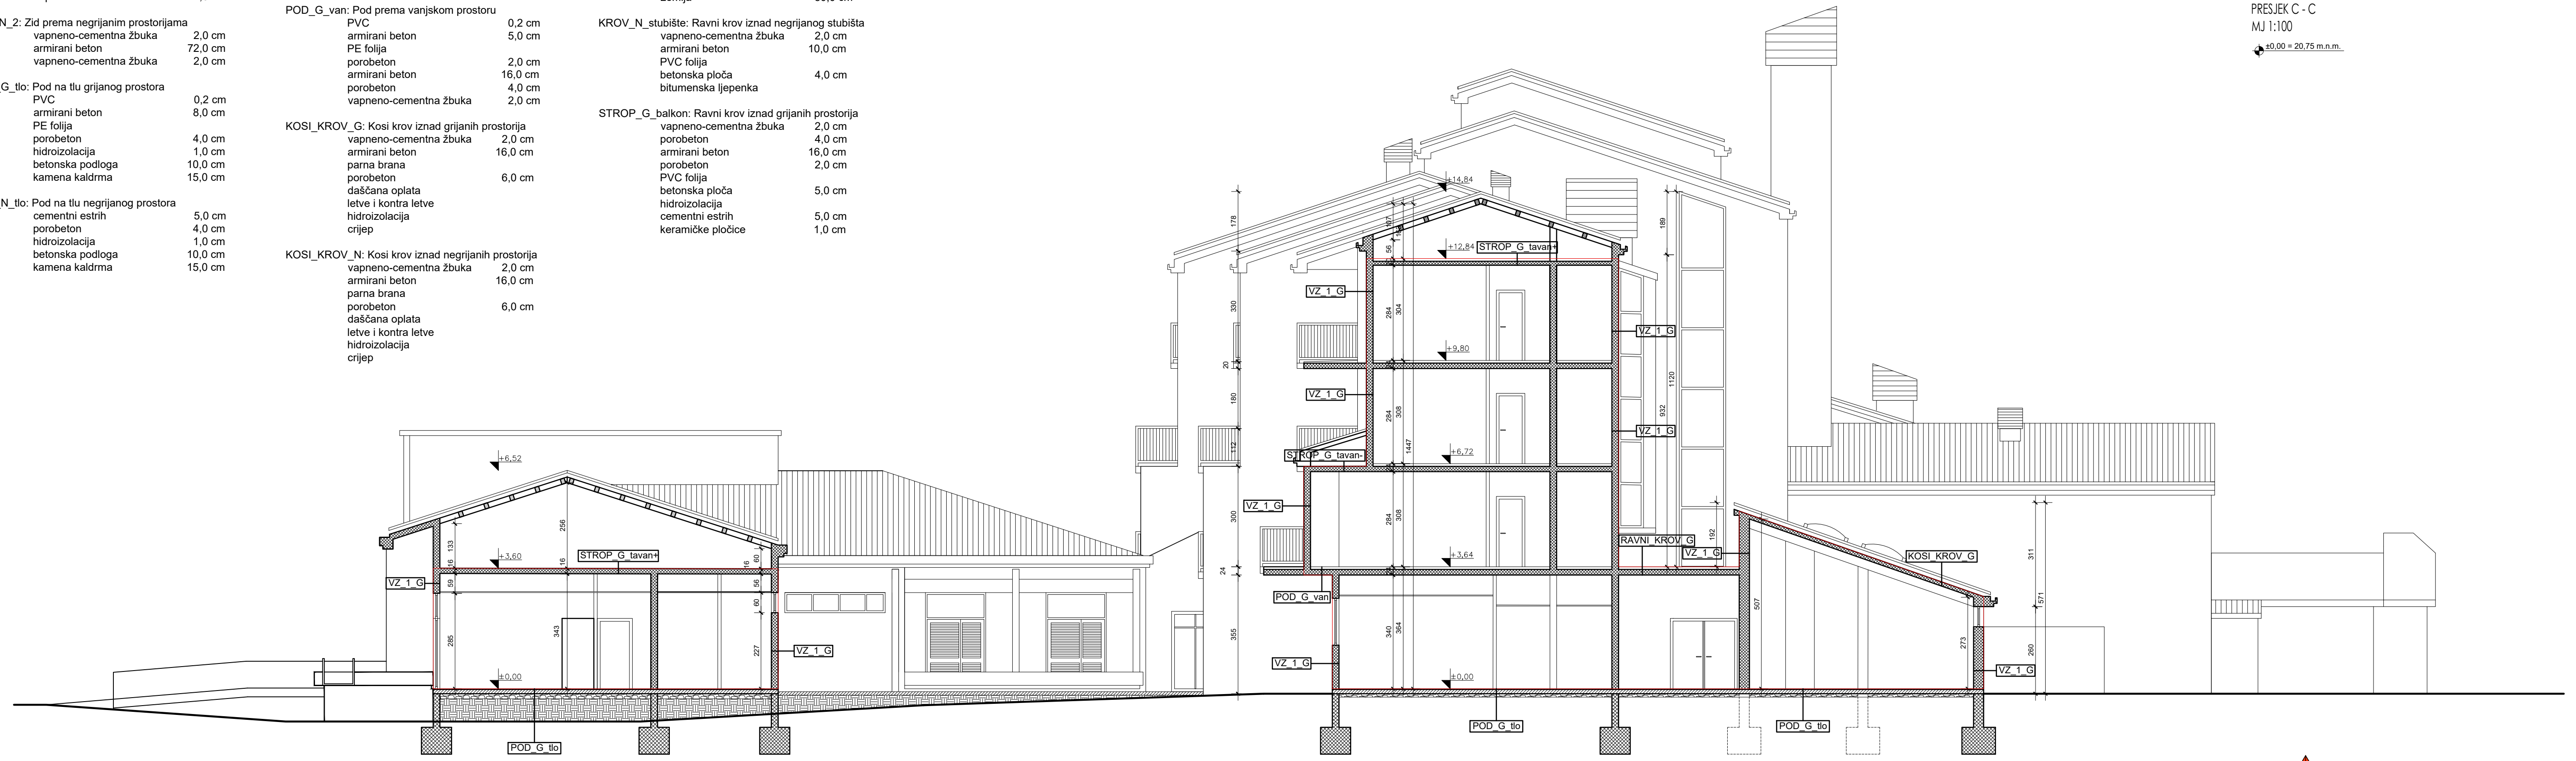 N_2: Zid prema negrijanim prostorijama
vapneno-cementna žbuka 2,0 cm
armirani beton 72,0 cm
vapneno-cementna žbuka 2,0 cm
_G_tlo: Pod na tlu grijanog prostora
PVC 0,2 cm
armirani beton 8,0 cm
PE folija
porobeton 4,0 cm
hidroizolacija 1,0 cm
betonska podloga 10,0 cm
kamena kaldrma 15,0 cm
_N_tlo: Pod na tlu negrijanog prostora
cementni estrih 5,0 cm
porobeton 4,0 cm
hidroizolacija 1,0 cm
betonska podloga 10,0 cm
kamena kaldrma 15,0 cm
POD_G_van: Pod prema vanjskom prostoru
PVC 0,2 cm
armirani beton 5,0 cm
PE folija
porobeton 2,0 cm
armirani beton 16,0 cm
porobeton 4,0 cm
vapneno-cementna žbuka 2,0 cm
KOSI_KROV_G: Kosi krov iznad grijanih prostorija
vapneno-cementna žbuka 2,0 cm
armirani beton 16,0 cm
parna brana
porobeton 6,0 cm
daščana oplata
letve i kontra letve
hidroizolacija
crijep
KOSI_KROV_N: Kosi krov iznad negrijanih prostorija
vapneno-cementna žbuka 2,0 cm
armirani beton 16,0 cm
parna brana
porobeton 6,0 cm
daščana oplata
letve i kontra letve
hidroizolacija
crijep
KROV_N_stubište: Ravni krov iznad negrijanog stubišta
vapneno-cementna žbuka 2,0 cm
armirani beton 10,0 cm
PVC folija
betonska ploča 4,0 cm
bitumenska ljepenka
STROP_G_balkon: Ravni krov iznad grijanih prostorija
vapneno-cementna žbuka 2,0 cm
porobeton 4,0 cm
armirani beton 16,0 cm
porobeton 2,0 cm
PVC folija
betonska ploča 5,0 cm
hidroizolacija
cementni estrih 5,0 cm
keramičke pločice 1,0 cm
PRESJEK C - C
MJ 1:100
±0,00 = 20,75 m.n.m.
+6,52
256
133
16
16
+3,60
STROP_G_tavan+
60
16
VZ_1_G
59
56
60
285
343
227
VZ_1_G
±0,00
POD_G_tlo
+14,84
178
107
189
56
+12,84
STROP_G_tavan+
VZ_1_G
330
284
304
VZ_1_G
+9,80
20
1120
VZ_1_G
180
284
308
932
1447
VZ_1_G
112
STROP_G_tavan-
+6,72
VZ_1_G
300
284
308
192
RAVNI_KROV_G
VZ_1_G
KOSI_KROV_G
311
+3,64
24
POD_G_van
571
507
355
340
364
273
260
VZ_1_G
VZ_1_G
±0,00
POD_G_tlo
POD_G_tlo